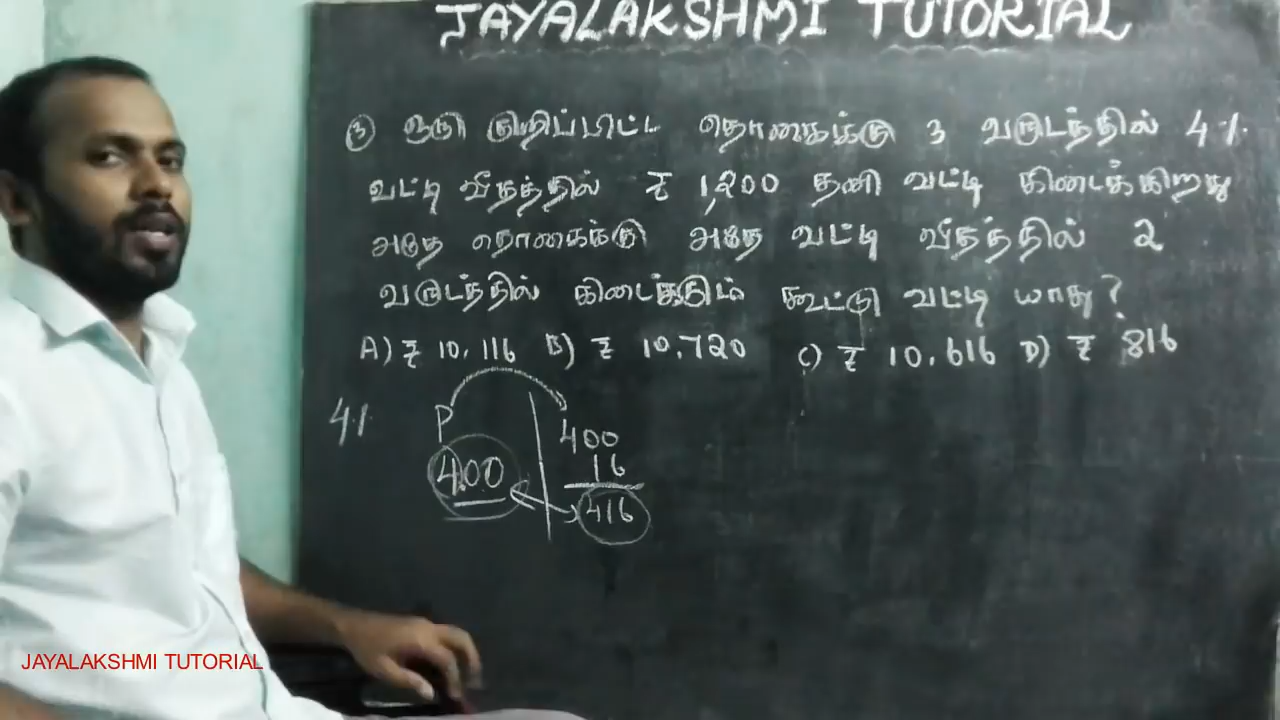 JAYALAKSHMI TUTORIAL
③ ஒரு குறிப்பிட்ட தொகைக்கு 3 வருடத்தில் 4%
வட்டி வீதத்தில் ₹ 1,200 தனி வட்டி கிடைக்கிறது
அதே தொகைக்கு அதே வட்டி வீதத்தில் 2
வருடத்தில் கிடைக்கும் கூட்டு வட்டி யாது?
A) ₹ 10,116 B) ₹ 10,720 C) ₹ 10,616 D) ₹ 816
4%
P
400
400
16
416
JAYALAKSHMI TUTORIAL